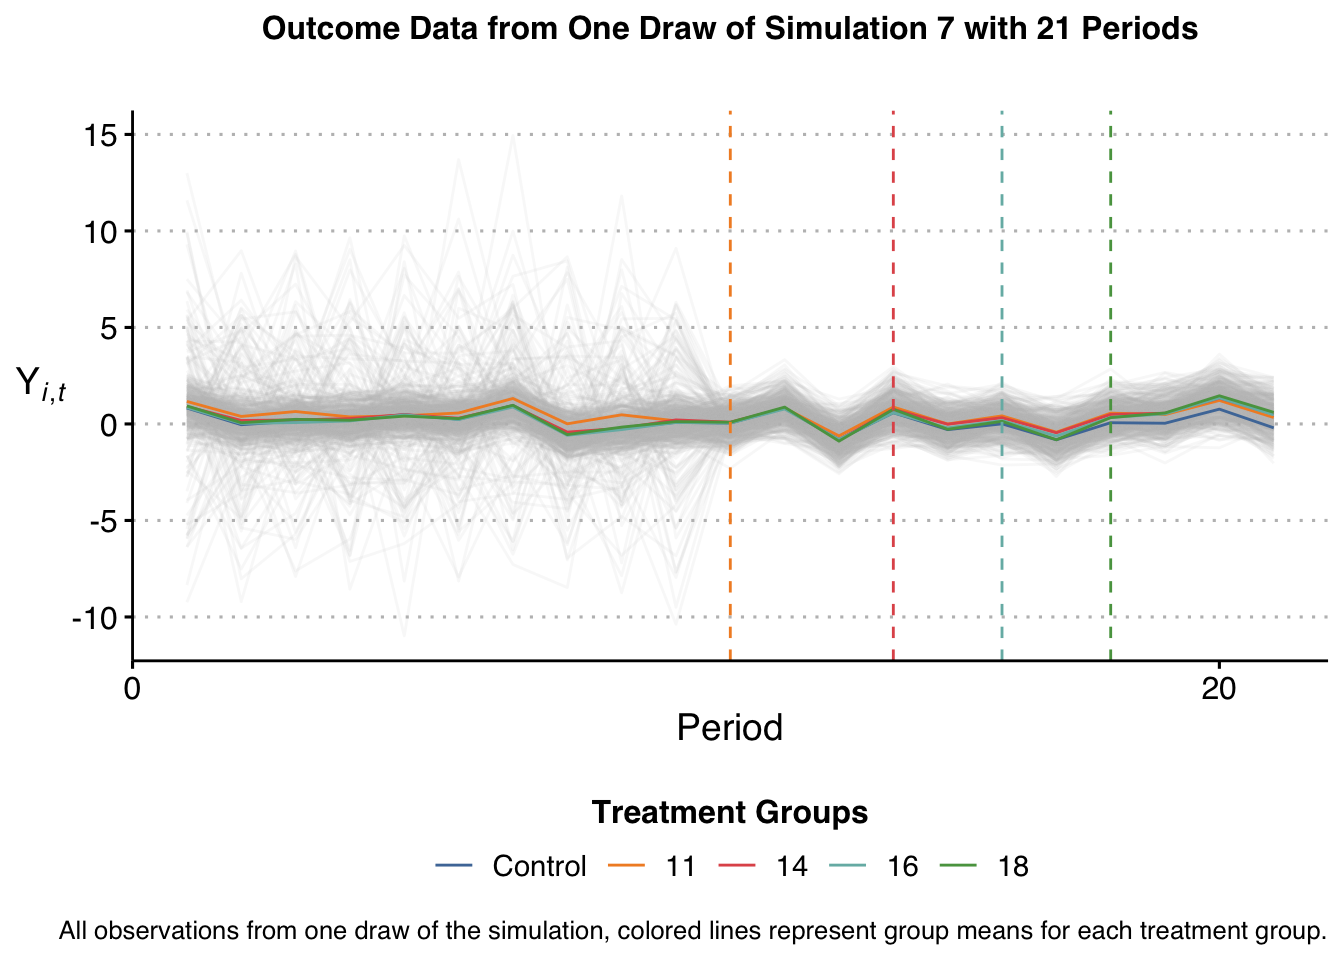 Outcome Data from One Draw of Simulation 7 with 21 Periods
15
10
5
0
-5
-10
Y i,t
0
20
Period
Treatment Groups
Control 11 14 16 18
All observations from one draw of the simulation, colored lines represent group means for each treatment group.